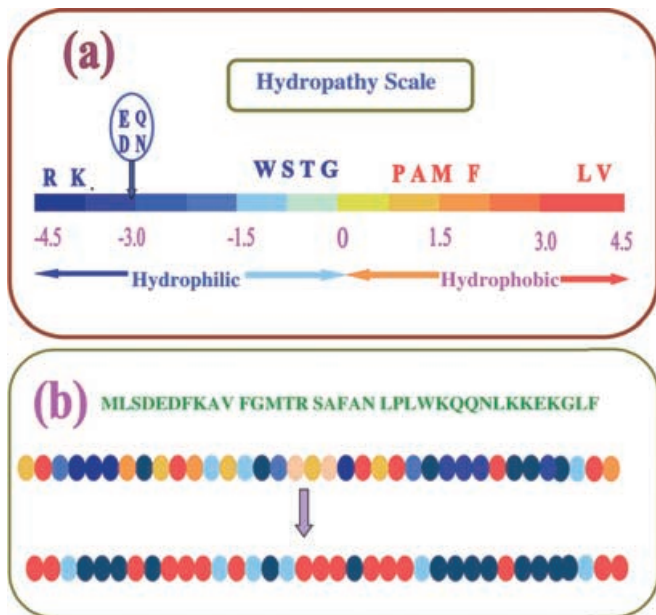 (a)
Hydropathy Scale
E Q
D N
R K. W S T G P A M F L V
-4.5 -3.0 -1.5 0 1.5 3.0 4.5
Hydrophilic Hydrophobic
(b) MLSDEDFKAV FGMTR SAFAN LPLWKQQNLKKEKGLF